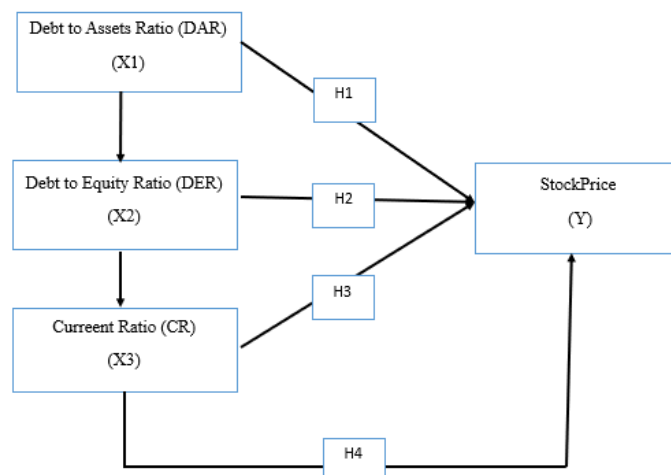 Debt to Assets Ratio (DAR)
(X1)
H1
Debt to Equity Ratio (DER)
(X2)
H2
StockPrice
(Y)
H3
Curreent Ratio (CR)
(X3)
H4